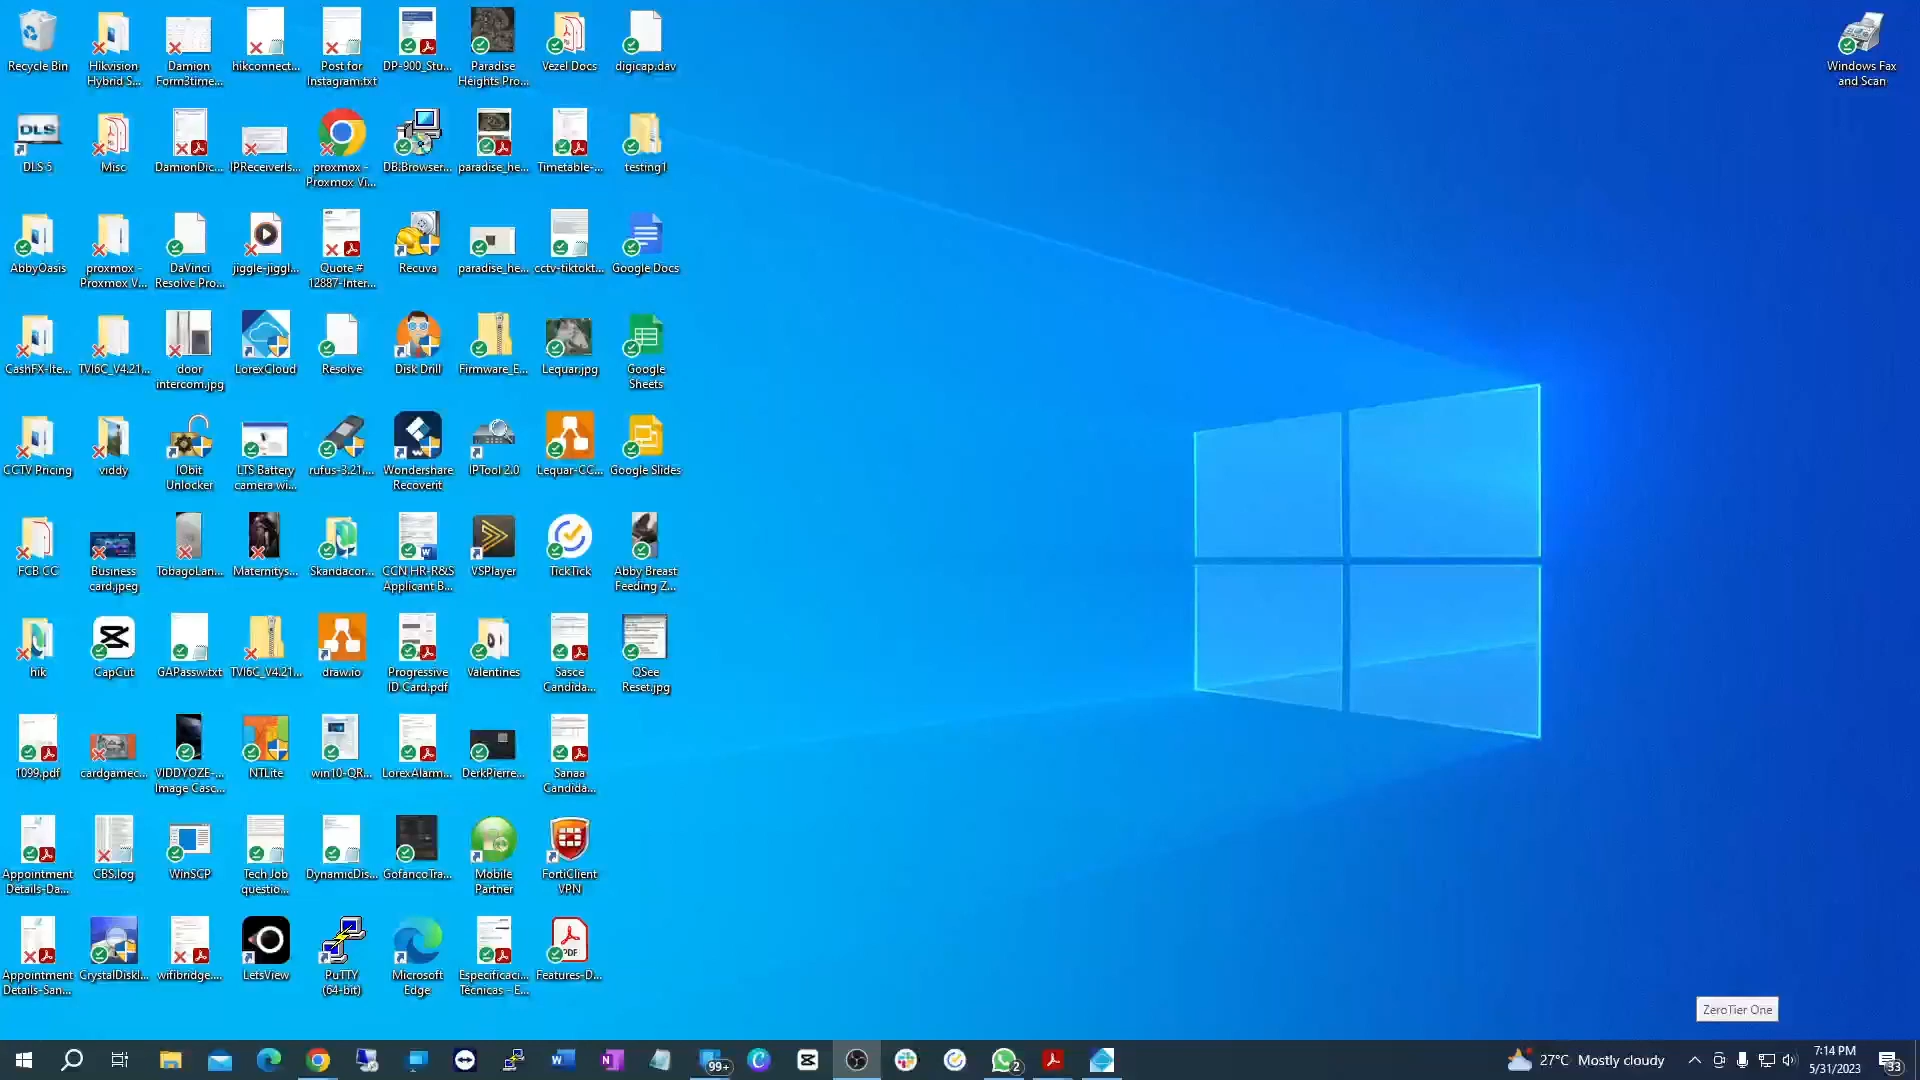 Recycle Bin
Hikvision
Hybrid S...
Damion
Form3time...
hikconnect...
Post for
Instagram.txt
DP-900_Stu...
Paradise
Heights Pro...
Vezel Docs
digicap.dav
Windows Fax
and Scan
DLS
DLS 5
Misc
DamionDic...
IPReceiverIs...
proxmox -
Proxmox Vi...
DB.Browser...
paradise_he...
Timetable-...
testing1
AbbyOasis
proxmox -
Proxmox V...
DaVinci
Resolve Pro...
jiggle-jiggl...
Quote #
12887-Inter...
Recuva
paradise_he...
cctv-tiktokt...
Google Docs
CashFX-Ite...
TVI6C_V4.21...
door
intercom.jpg
LorexCloud
Resolve
Disk Drill
Firmware_E...
Lequar.jpg
Google
Sheets
CCTV Pricing
viddy
IObit
Unlocker
LTS Battery
camera wi...
rufus-3.21....
Wondershare
Recoverit
IPTool 2.0
Lequar-CC...
Google Slides
FCB CC
Business
card.jpeg
TobagoLan...
Maternitys...
Skandacor...
CCN HR-R&S
Applicant B...
VSPlayer
TickTick
Abby Breast
Feeding Z...
hik
CapCut
GAPassw.txt
TVI6C_V4.21...
draw.io
Progressive
ID Card.pdf
Valentines
Sasce
Candida...
QSee
Reset.jpg
1099.pdf
cardgamec...
VIDDYOZE-...
Image Casc...
NTLite
win10-QR...
LorexAlarm...
DerkPierre...
Sanaa
Candida...
Appointment
Details-Da...
CBS.log
WinSCP
Tech Job
questio...
DynamicDis...
GofancoTra...
Mobile
Partner
FortiClient
VPN
Appointment
Details-San...
CrystalDiskI...
wifibridge....
LetsView
PuTTY
(64-bit)
Microsoft
Edge
Especificaci...
Técnicas - E...
PDF
Features-D...
ZeroTier One
99+
2
27°C Mostly cloudy
7:14 PM
5/31/2023
33